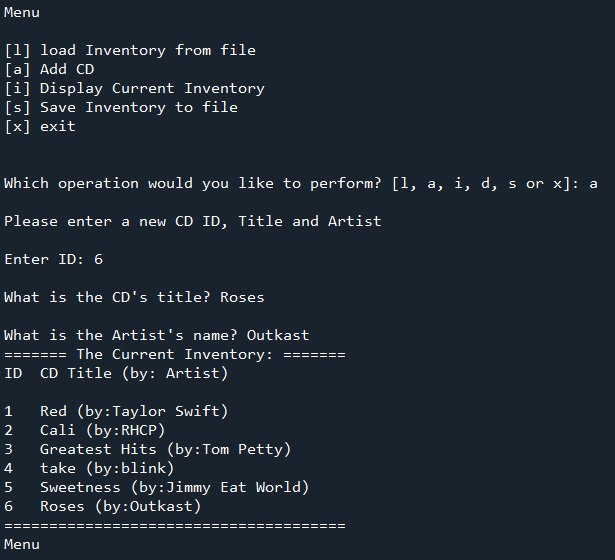 Menu
[l] load Inventory from file
[a] Add CD
[i] Display Current Inventory
[s] Save Inventory to file
[x] exit
Which operation would you like to perform? [l, a, i, d, s or x]: a
Please enter a new CD ID, Title and Artist
Enter ID: 6
What is the CD's title? Roses
What is the Artist's name? Outkast
======= The Current Inventory: =======
ID  CD Title (by: Artist)
1   Red (by:Taylor Swift)
2   Cali (by:RHCP)
3   Greatest Hits (by:Tom Petty)
4   take (by:blink)
5   Sweetness (by:Jimmy Eat World)
6   Roses (by:Outkast)
======================================
Menu